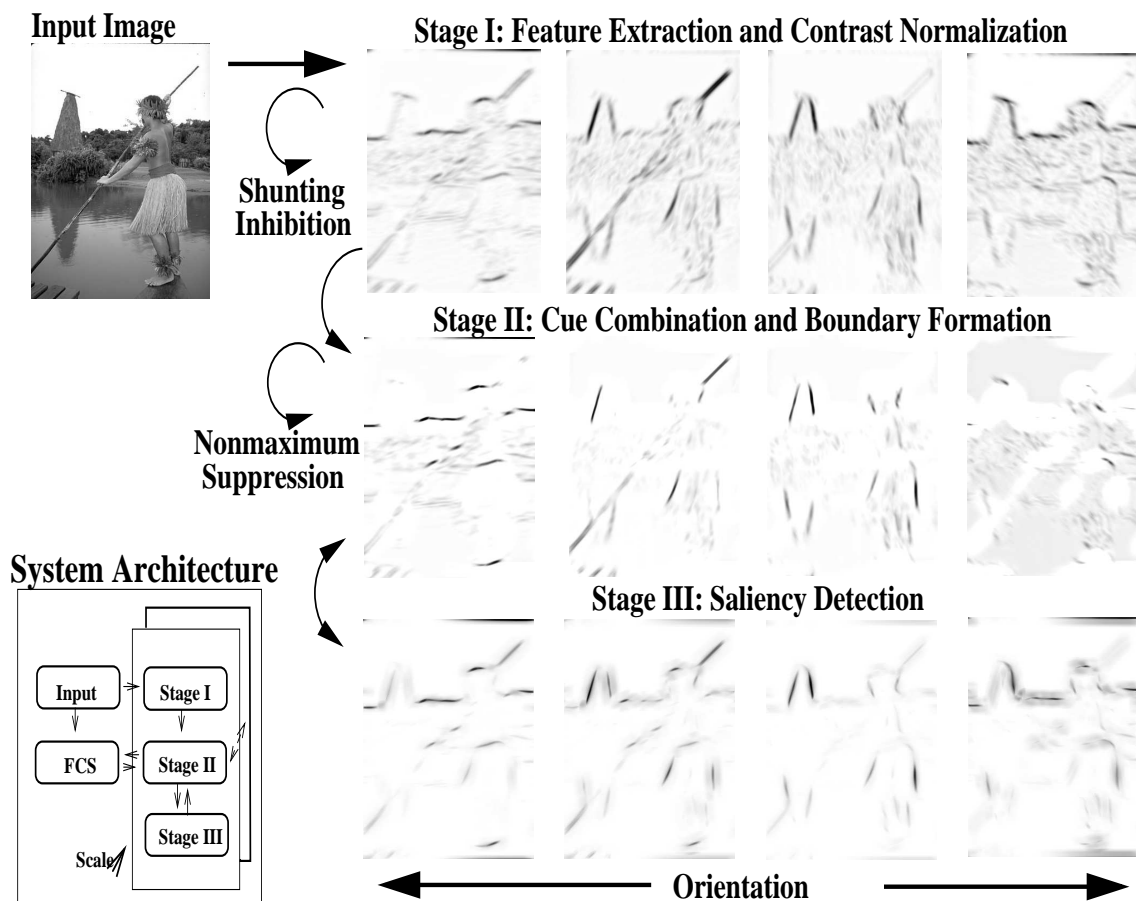 Input Image
Stage I: Feature Extraction and Contrast Normalization
Shunting
Inhibition
Stage II: Cue Combination and Boundary Formation
Nonmaximum
Suppression
System Architecture
Stage III: Saliency Detection
Input
Stage I
FCS
Stage II
Stage III
Scale
Orientation